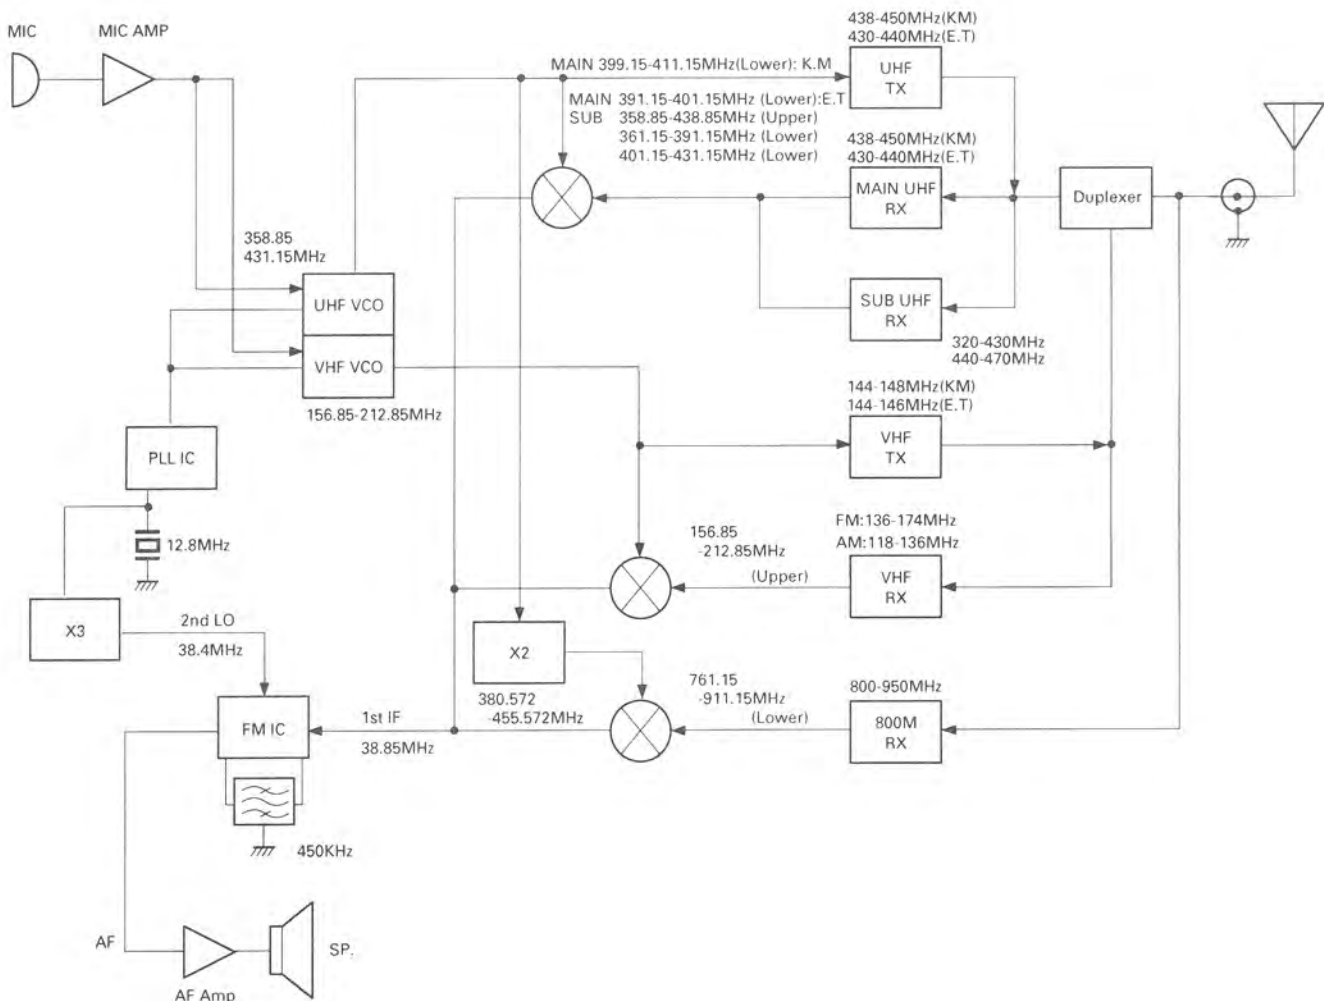 MIC
MIC AMP
438-450MHz(KM)
430-440MHz(E.T)
MAIN 399.15-411.15MHz(Lower): K.M
UHF
TX
MAIN 391.15-401.15MHz (Lower):E.T
SUB 358.85-438.85MHz (Upper)
361.15-391.15MHz (Lower)
401.15-431.15MHz (Lower)
438-450MHz(KM)
430-440MHz(E.T)
MAIN UHF
RX
Duplexer
358.85
431.15MHz
UHF VCO
SUB UHF
RX
320-430MHz
440-470MHz
VHF VCO
156.85-212.85MHz
144-148MHz(KM)
144-146MHz(E.T)
VHF
TX
PLL IC
12.8MHz
156.85
-212.85MHz
(Upper)
FM:136-174MHz
AM:118-136MHz
VHF
RX
X3
2nd LO
38.4MHz
X2
380.572
-455.572MHz
761.15
-911.15MHz
(Lower)
800-950MHz
800M
RX
FM IC
1st IF
38.85MHz
450KHz
AF
SP.
AF Amp